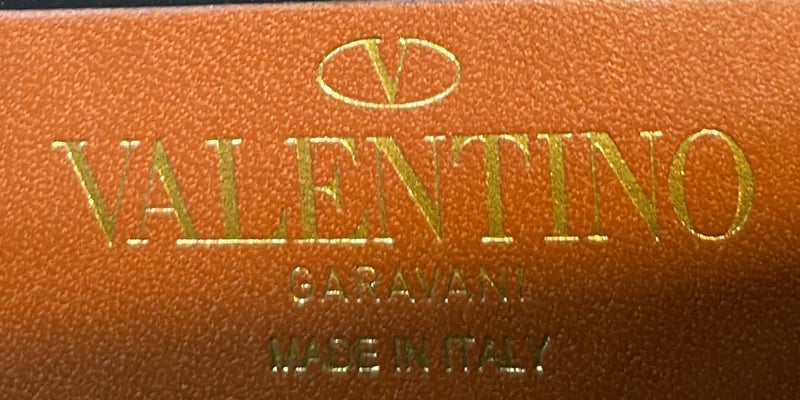 V
VALENTINO
GARAVANI
MADE IN ITALY